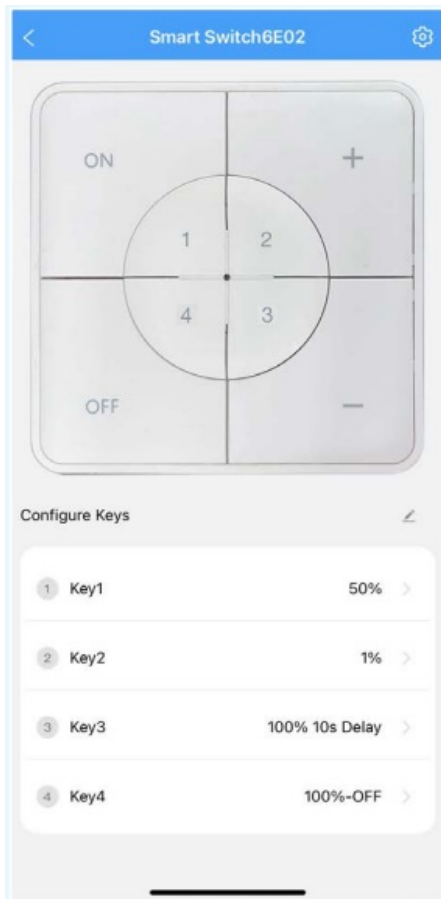 Smart Switch6E02
ON +
1 2
4 3
OFF —
Configure Keys
1 Key1 50%
2 Key2 1%
3 Key3 100% 10s Delay
4 Key4 100%-OFF